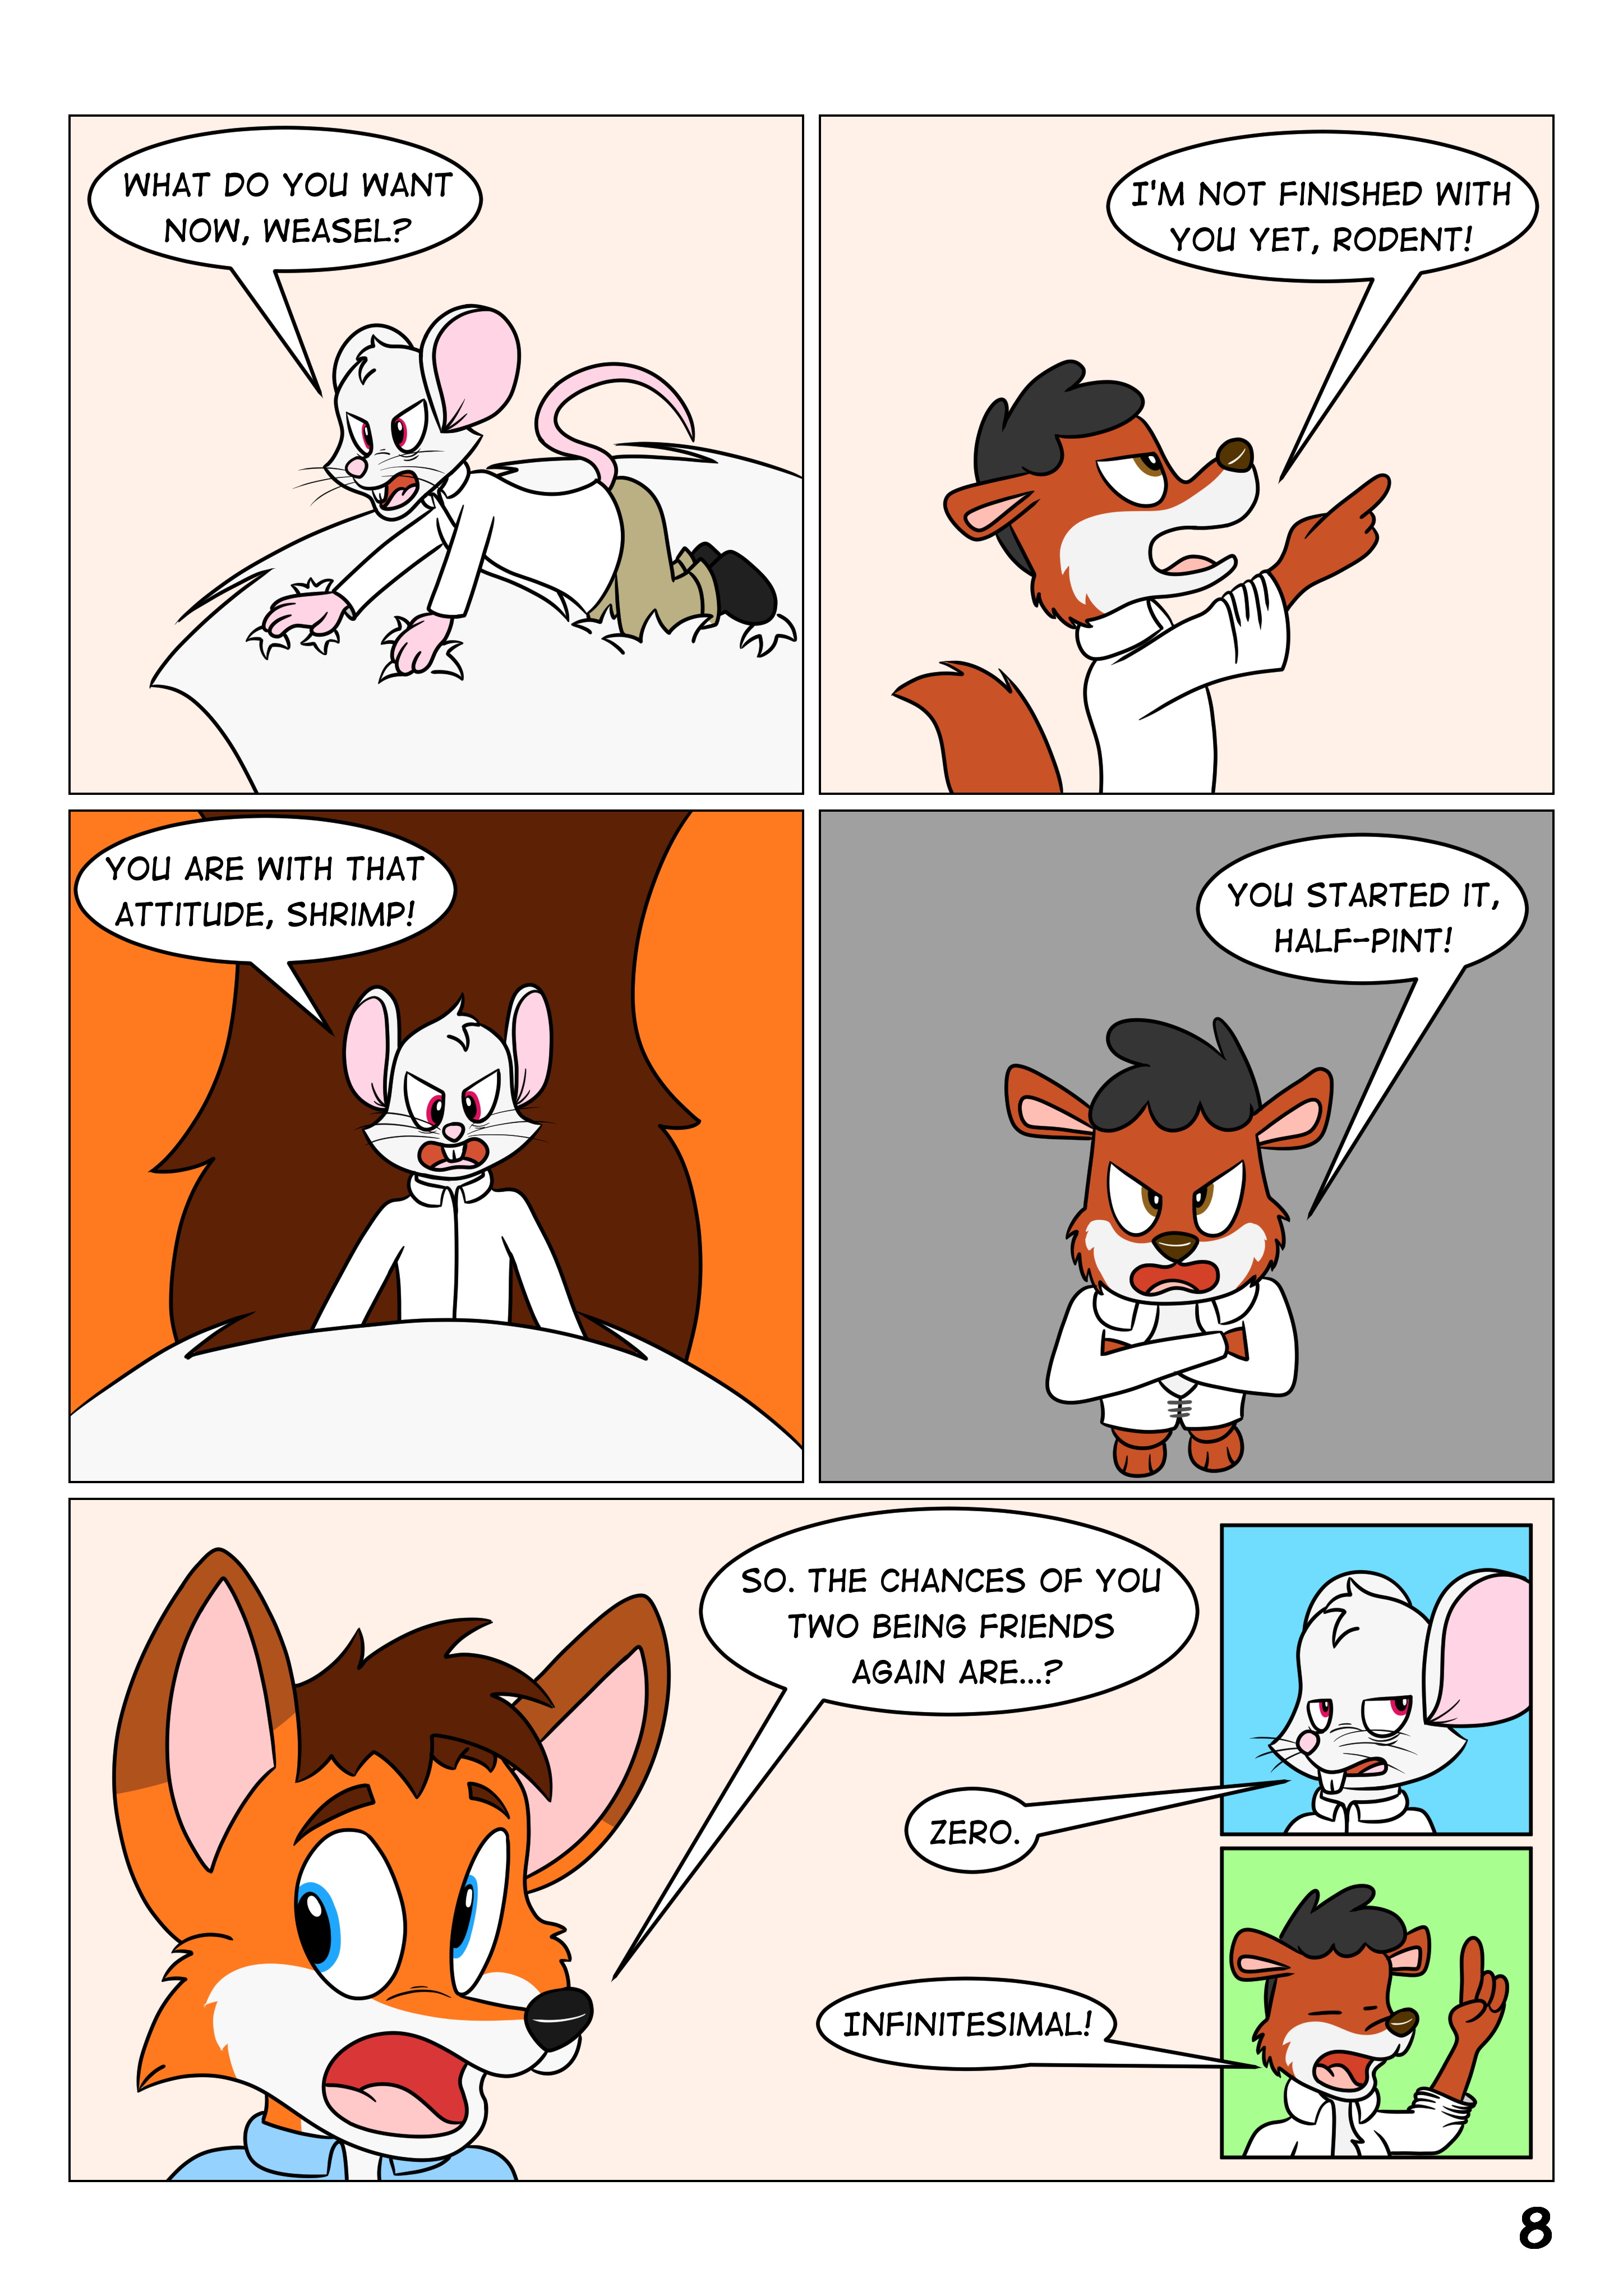 WHAT DO YOU WANT
NOW, WEASEL?
I'M NOT FINISHED WITH
YOU YET, RODENT!
YOU ARE WITH THAT
ATTITUDE, SHRIMP!
YOU STARTED IT,
HALF-PINT!
SO. THE CHANCES OF YOU
TWO BEING FRIENDS
AGAIN ARE...?
ZERO.
INFINITESIMAL!
8